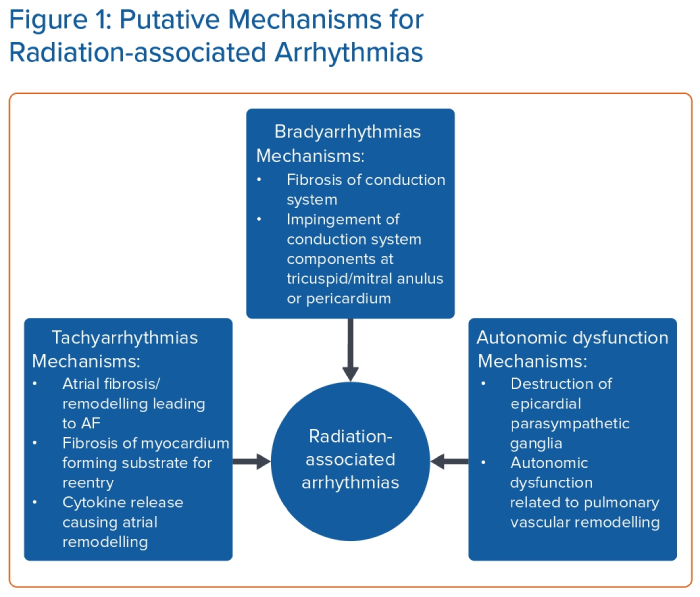 Figure 1: Putative Mechanisms for
Radiation-associated Arrhythmias
Bradyarrhythmias
Mechanisms:
• Fibrosis of conduction
system
• Impingement of
conduction system
components at
tricuspid/mitral anulus
or pericardium
Tachyarrhythmias
Mechanisms:
• Atrial fibrosis/
remodelling leading
to AF
• Fibrosis of myocardium
forming substrate for
reentry
• Cytokine release
causing atrial
remodelling
Radiation-
associated
arrhythmias
Autonomic dysfunction
Mechanisms:
• Destruction of
epicardial
parasympathetic
ganglia
• Autonomic
dysfunction
related to pulmonary
vascular remodelling